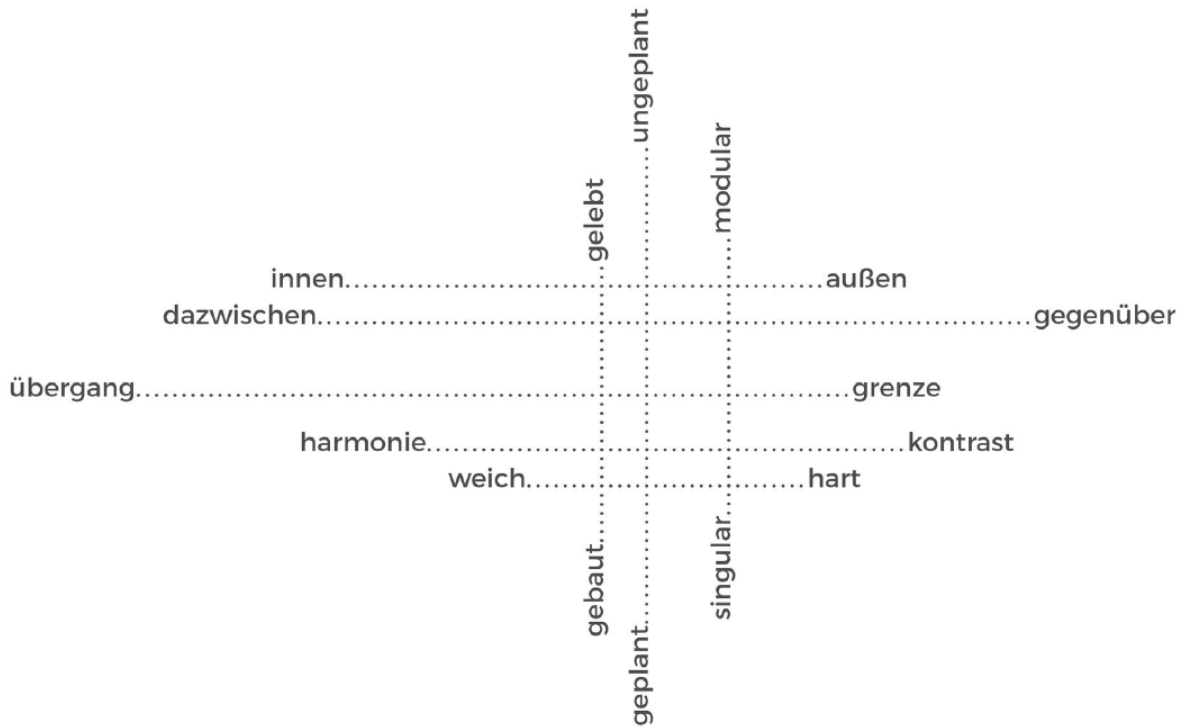 ungeplant
modular
gelebt
innen........................................................außen
dazwischen....................................................................................gegenüber
übergang....................................................................................grenze
harmonie........................................................kontrast
weich.................................hart
gebaut
singular
geplant